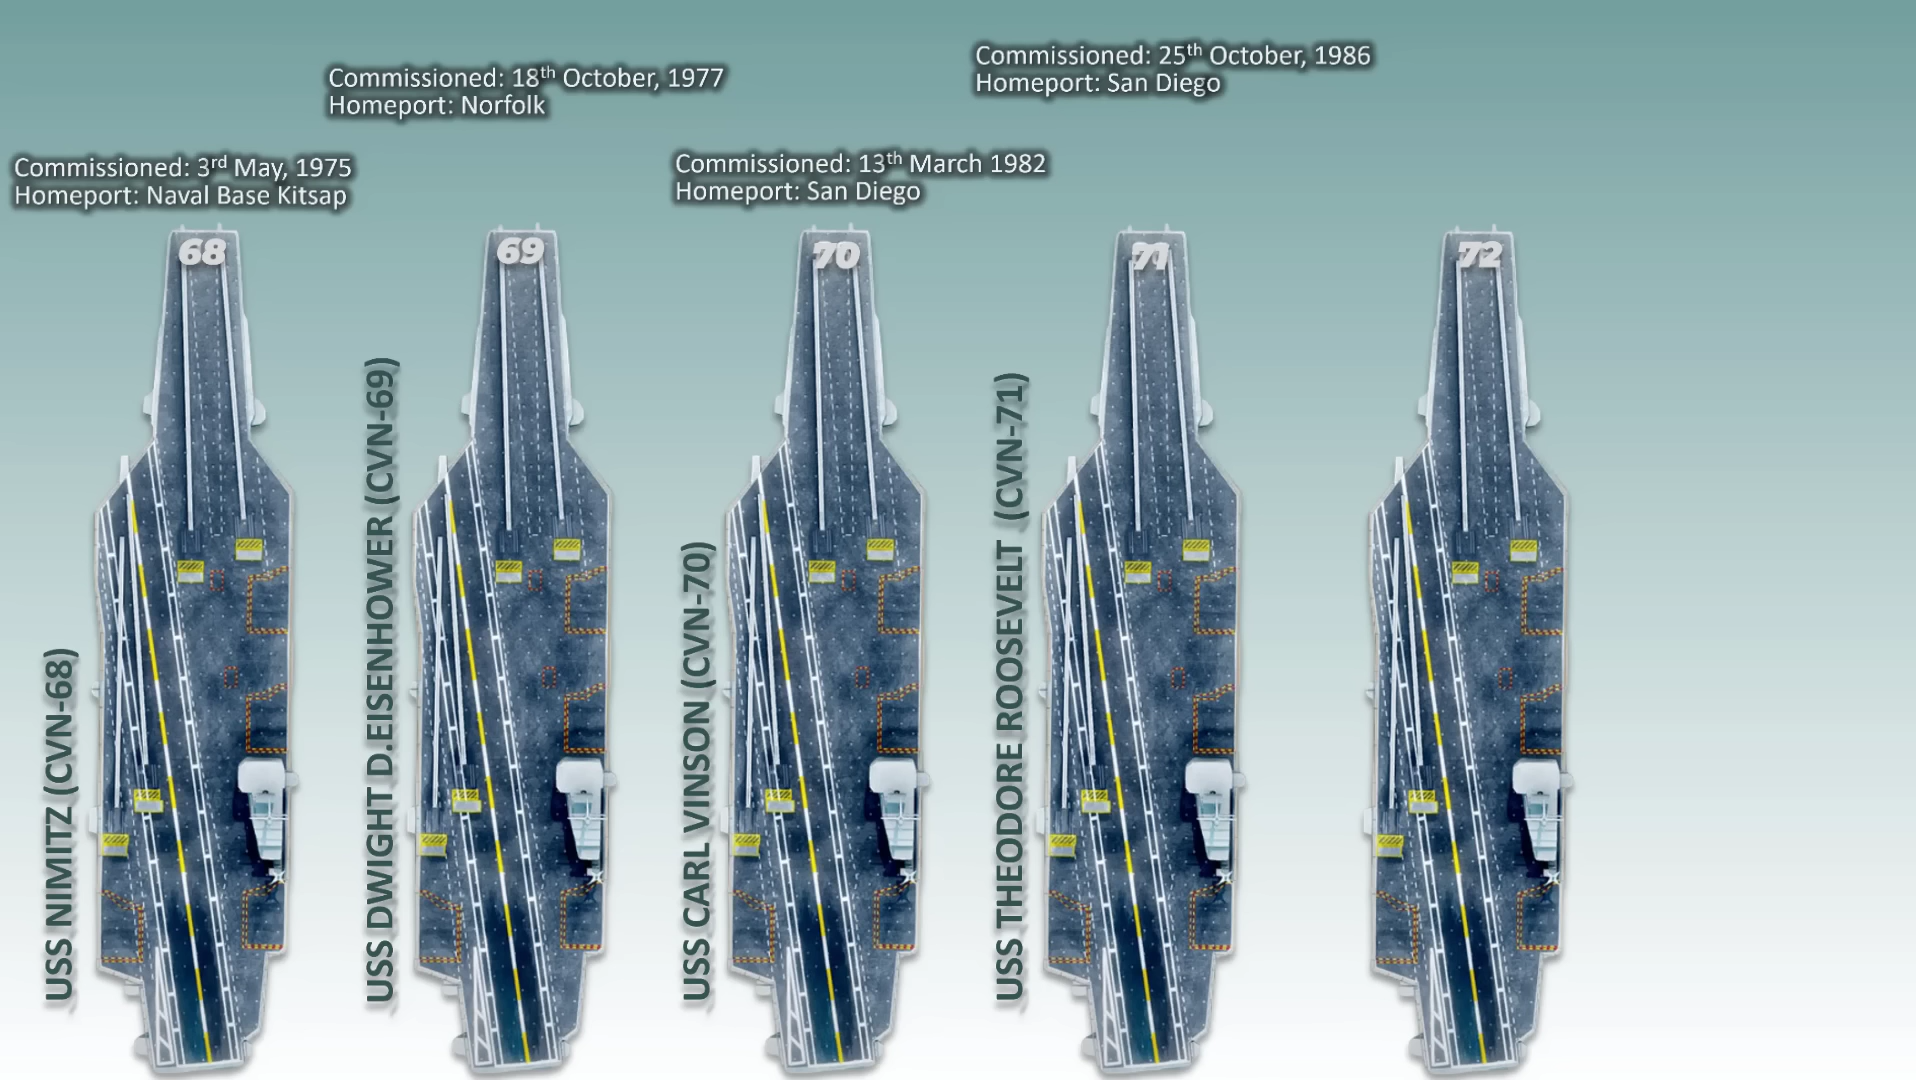 Commissioned: 25th October, 1986
Homeport: San Diego
Commissioned: 18th October, 1977
Homeport: Norfolk
Commissioned: 3rd May, 1975
Homeport: Naval Base Kitsap
Commissioned: 13th March 1982
Homeport: San Diego
68
69
70
71
72
USS NIMITZ (CVN-68)
USS DWIGHT D.EISENHOWER (CVN-69)
USS CARL VINSON (CVN-70)
USS THEODORE ROOSEVELT (CVN-71)